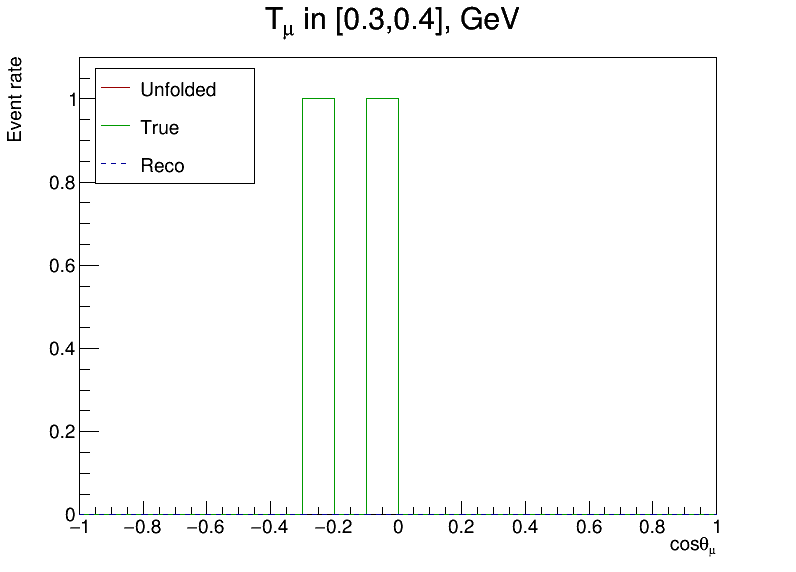 T_μ in [0.3,0.4], GeV
Event rate
Unfolded
True
Reco
1
0.8
0.6
0.4
0.2
0
−1 −0.8 −0.6 −0.4 −0.2 0 0.2 0.4 0.6 0.8 1
cosθ_μ